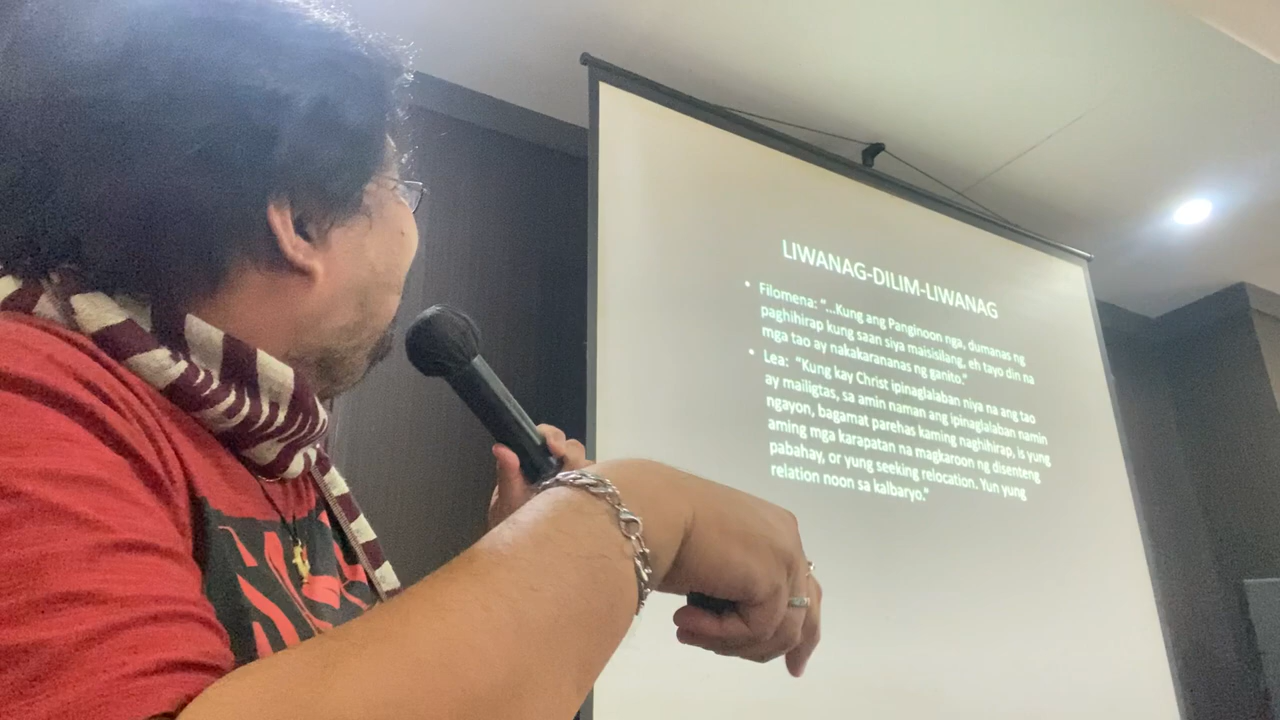 LIWANAG-DILIM-LIWANAG
• Filomena: "...Kung ang Panginoon nga, dumanas ng
paghihirap kung saan siya maisisilang, eh tayo din na
mga tao ay nakakarananas ng ganito."
• Lea: "Kung kay Christ ipinaglalaban niya na ang tao
ay mailigtas, sa amin naman ang ipinaglalaban namin
ngayon, bagamat parehas kaming naghihirap, is yung
aming mga karapatan na magkaroon ng disenteng
pabahay, or yung seeking relocation. Yun yung
relation noon sa kalbaryo."